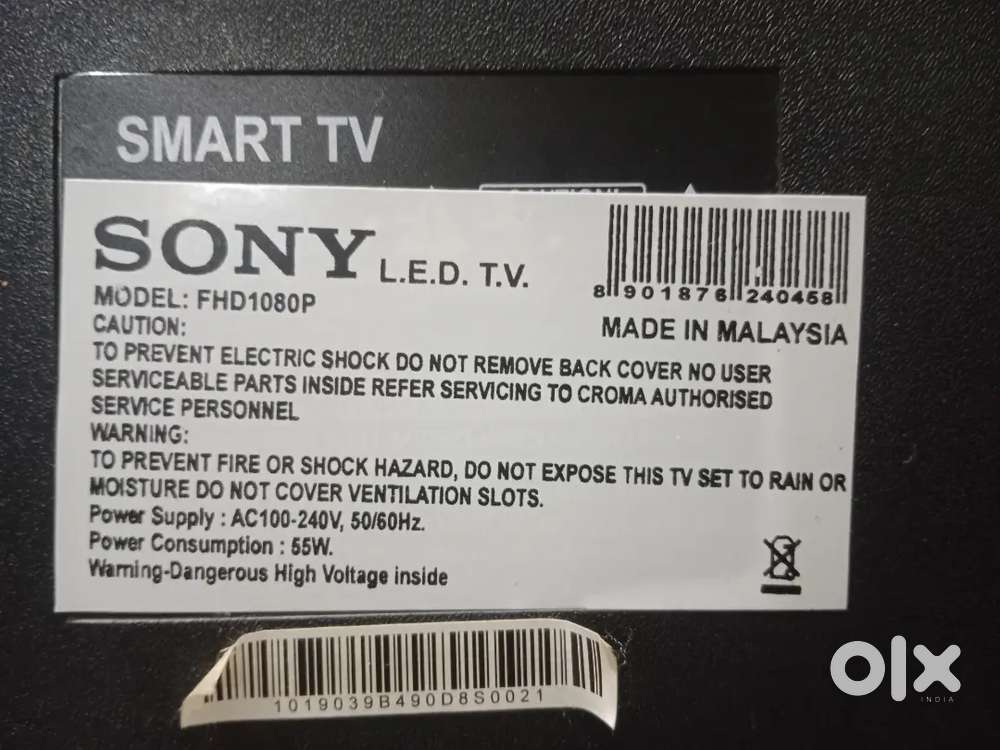 SMART TV
SONY L.E.D. T.V.
MODEL: FHD1080P
8 901876 240458
MADE IN MALAYSIA
CAUTION:
TO PREVENT ELECTRIC SHOCK DO NOT REMOVE BACK COVER NO USER
SERVICEABLE PARTS INSIDE REFER SERVICING TO CROMA AUTHORISED
SERVICE PERSONNEL
WARNING:
TO PREVENT FIRE OR SHOCK HAZARD, DO NOT EXPOSE THIS TV SET TO RAIN OR
MOISTURE DO NOT COVER VENTILATION SLOTS.
Power Supply : AC100-240V, 50/60Hz.
Power Consumption : 55W.
Warning-Dangerous High Voltage inside
1019039B490D8S0021
olx
INDIA